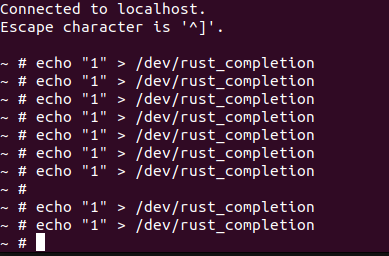 Connected to localhost.
Escape character is '^]'.
~ # echo "1" > /dev/rust_completion
~ # echo "1" > /dev/rust_completion
~ # echo "1" > /dev/rust_completion
~ # echo "1" > /dev/rust_completion
~ # echo "1" > /dev/rust_completion
~ # echo "1" > /dev/rust_completion
~ # echo "1" > /dev/rust_completion
~ #
~ # echo "1" > /dev/rust_completion
~ # echo "1" > /dev/rust_completion
~ #